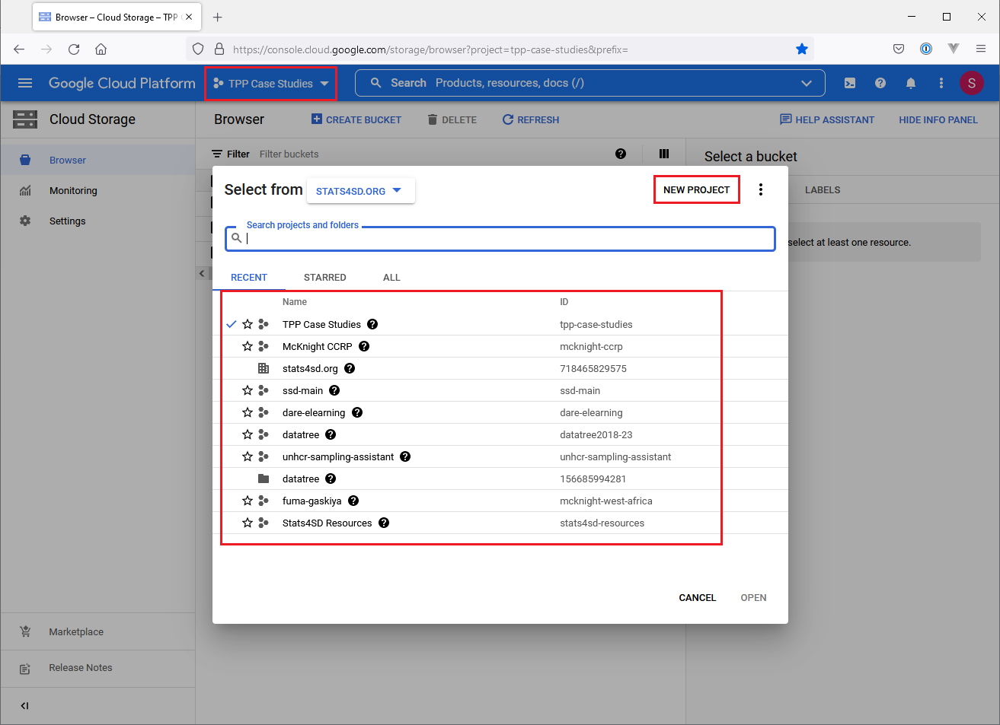 Browser – Cloud Storage – TPP
https://console.cloud.google.com/storage/browser?project=tpp-case-studies&prefix=
Google Cloud Platform TPP Case Studies Search Products, resources, docs (/) S
Cloud Storage Browser CREATE BUCKET DELETE REFRESH HELP ASSISTANT HIDE INFO PANEL
Browser
Monitoring
Settings
Filter Filter buckets
Select a bucket
LABELS
select at least one resource.
Select from STATS4SD.ORG NEW PROJECT
Search projects and folders
RECENT STARRED ALL
Name ID
TPP Case Studies tpp-case-studies
McKnight CCRP mcknight-ccrp
stats4sd.org 718465829575
ssd-main ssd-main
dare-elearning dare-elearning
datatree datatree2018-23
unhcr-sampling-assistant unhcr-sampling-assistant
datatree 156685994281
fuma-gaskiya mcknight-west-africa
Stats4SD Resources stats4sd-resources
CANCEL OPEN
Marketplace
Release Notes